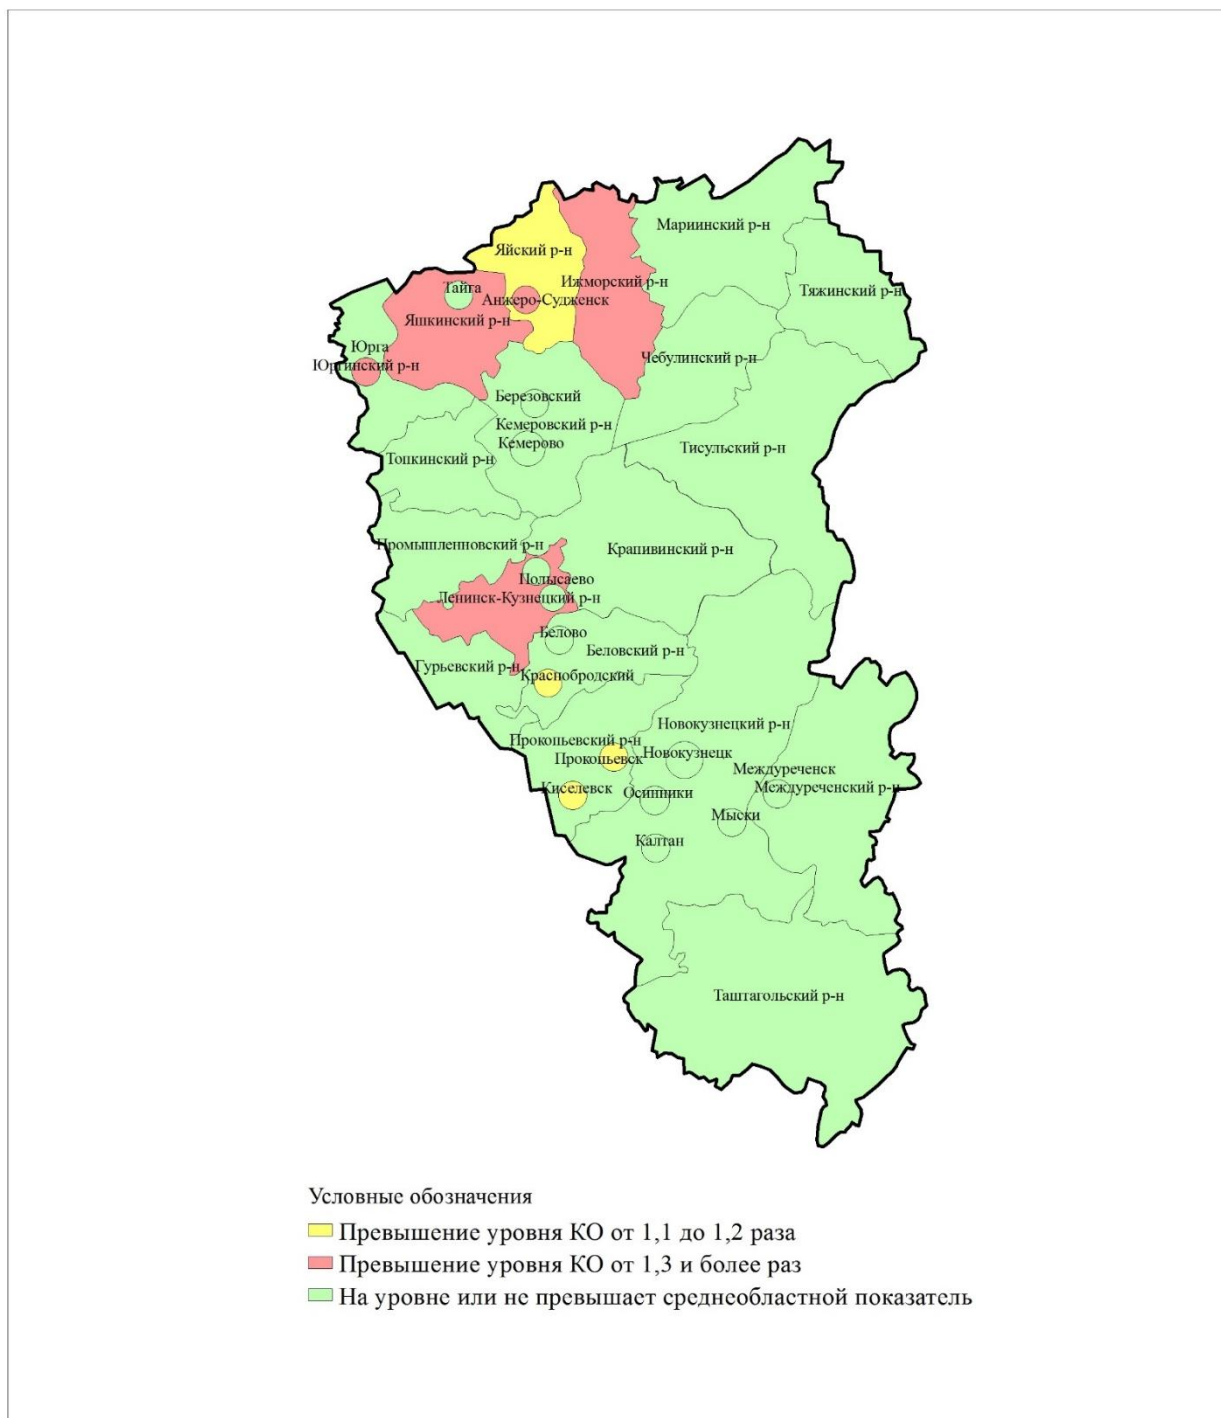 Мариинский р-н
Яйский р-н
Ижморский р-н
Тяжинский р-н
Тайга
Анжеро-Судженск
Яшкинский р-н
Юрга
Юргинский р-н
Чебулинский р-н
Березовский
Кемеровский р-н
Кемерово
Тисульский р-н
Топкинский р-н
Промышленновский р-н
Крапивинский р-н
Полысаево
Ленинск-Кузнецкий р-н
Белово
Беловский р-н
Гурьевский р-н
Краснобродский
Новокузнецкий р-н
Прокопьевский р-н
Новокузнецк
Прокопьевск
Междуреченск
Междуреченский р-н
Киселевск
Осинники
Мыски
Калтан
Таштагольский р-н
Условные обозначения
Превышение уровня КО от 1,1 до 1,2 раза
Превышение уровня КО от 1,3 и более раз
На уровне или не превышает среднеобластной показатель